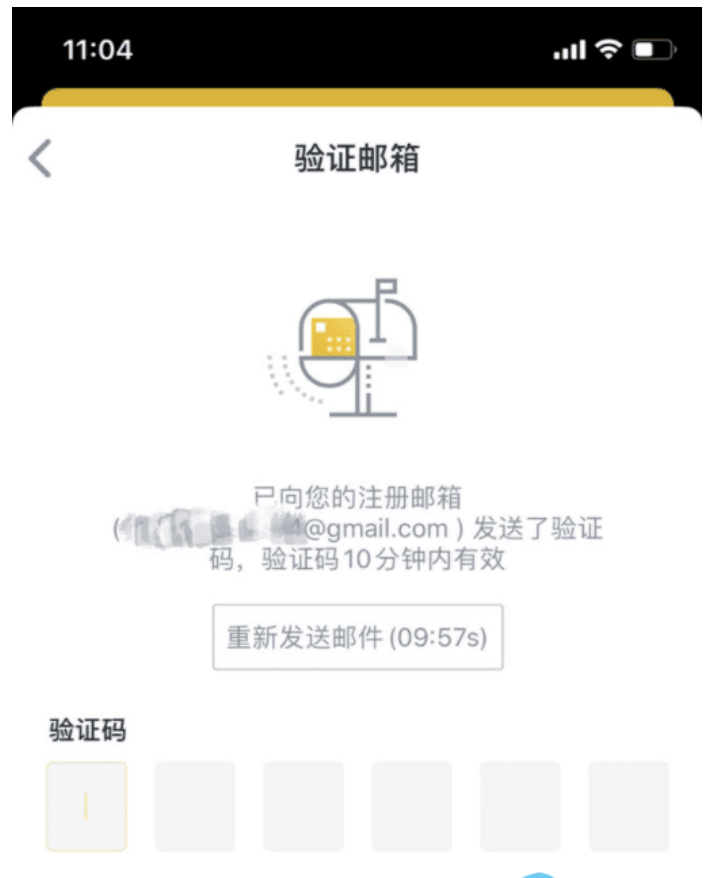 11:04
验证邮箱
已向您的注册邮箱
(4@gmail.com ) 发送了验证
码，验证码10分钟内有效
重新发送邮件 (09:57s)
验证码